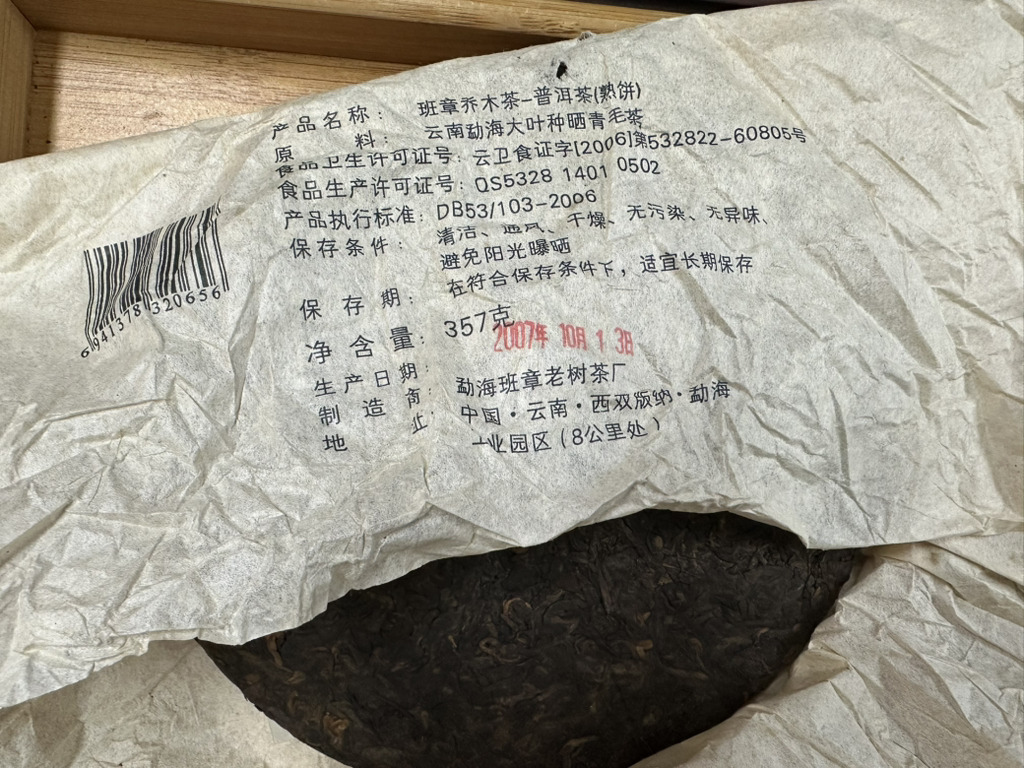 产品名称：班章乔木茶-普洱茶(熟饼)
原料：云南勐海大叶种晒青毛茶
食品卫生许可证号：云卫食证字[2006]第532822-60805号
食品生产许可证号：QS5328 1401 0502
产品执行标准：DB53/103-2006
保存条件：清洁、通风、干燥、无污染、无异味、
避免阳光曝晒
保存期：在符合保存条件下，适宜长期保存
净含量：357克
生产日期：2007年 10月 1 3日
制造商：勐海班章老树茶厂
地址：中国·云南·西双版纳·勐海
工业园区(8公里处)
6 941378 320656